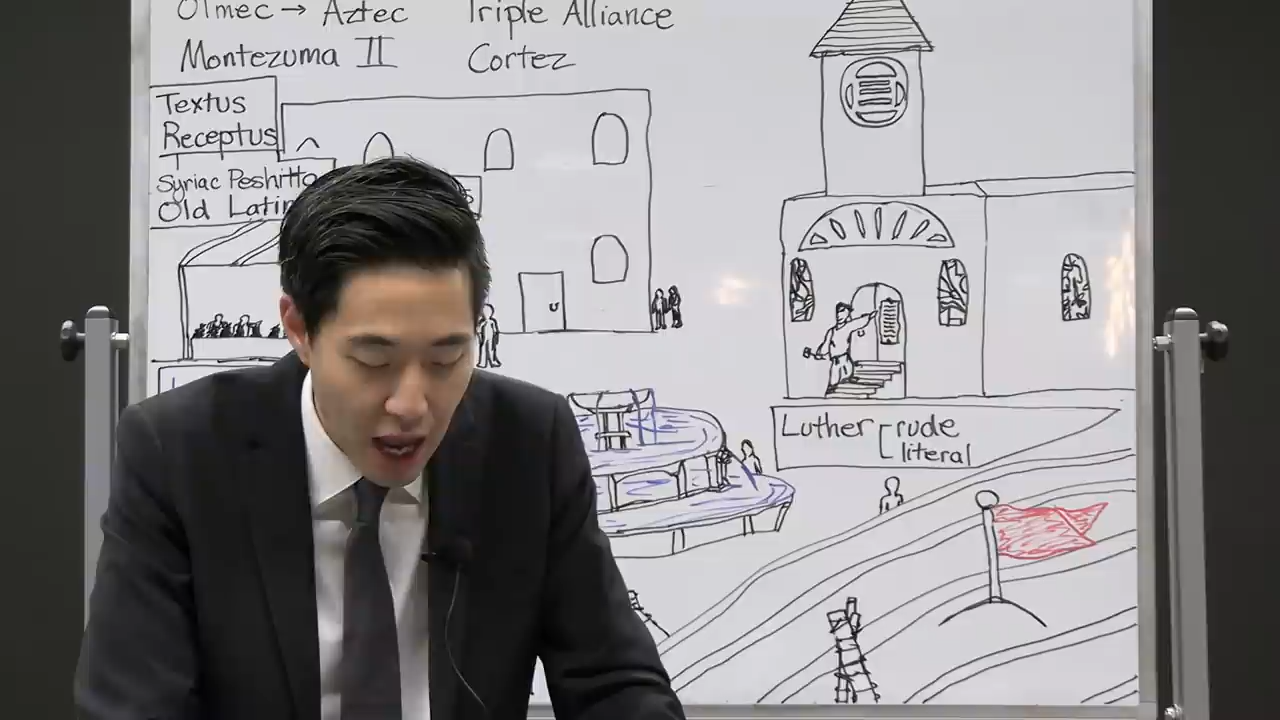 Olmec → Aztec Triple Alliance
Montezuma II Cortez
Textus
Receptus
Syriac Peshitta
Old Latin
Luther rude
literal